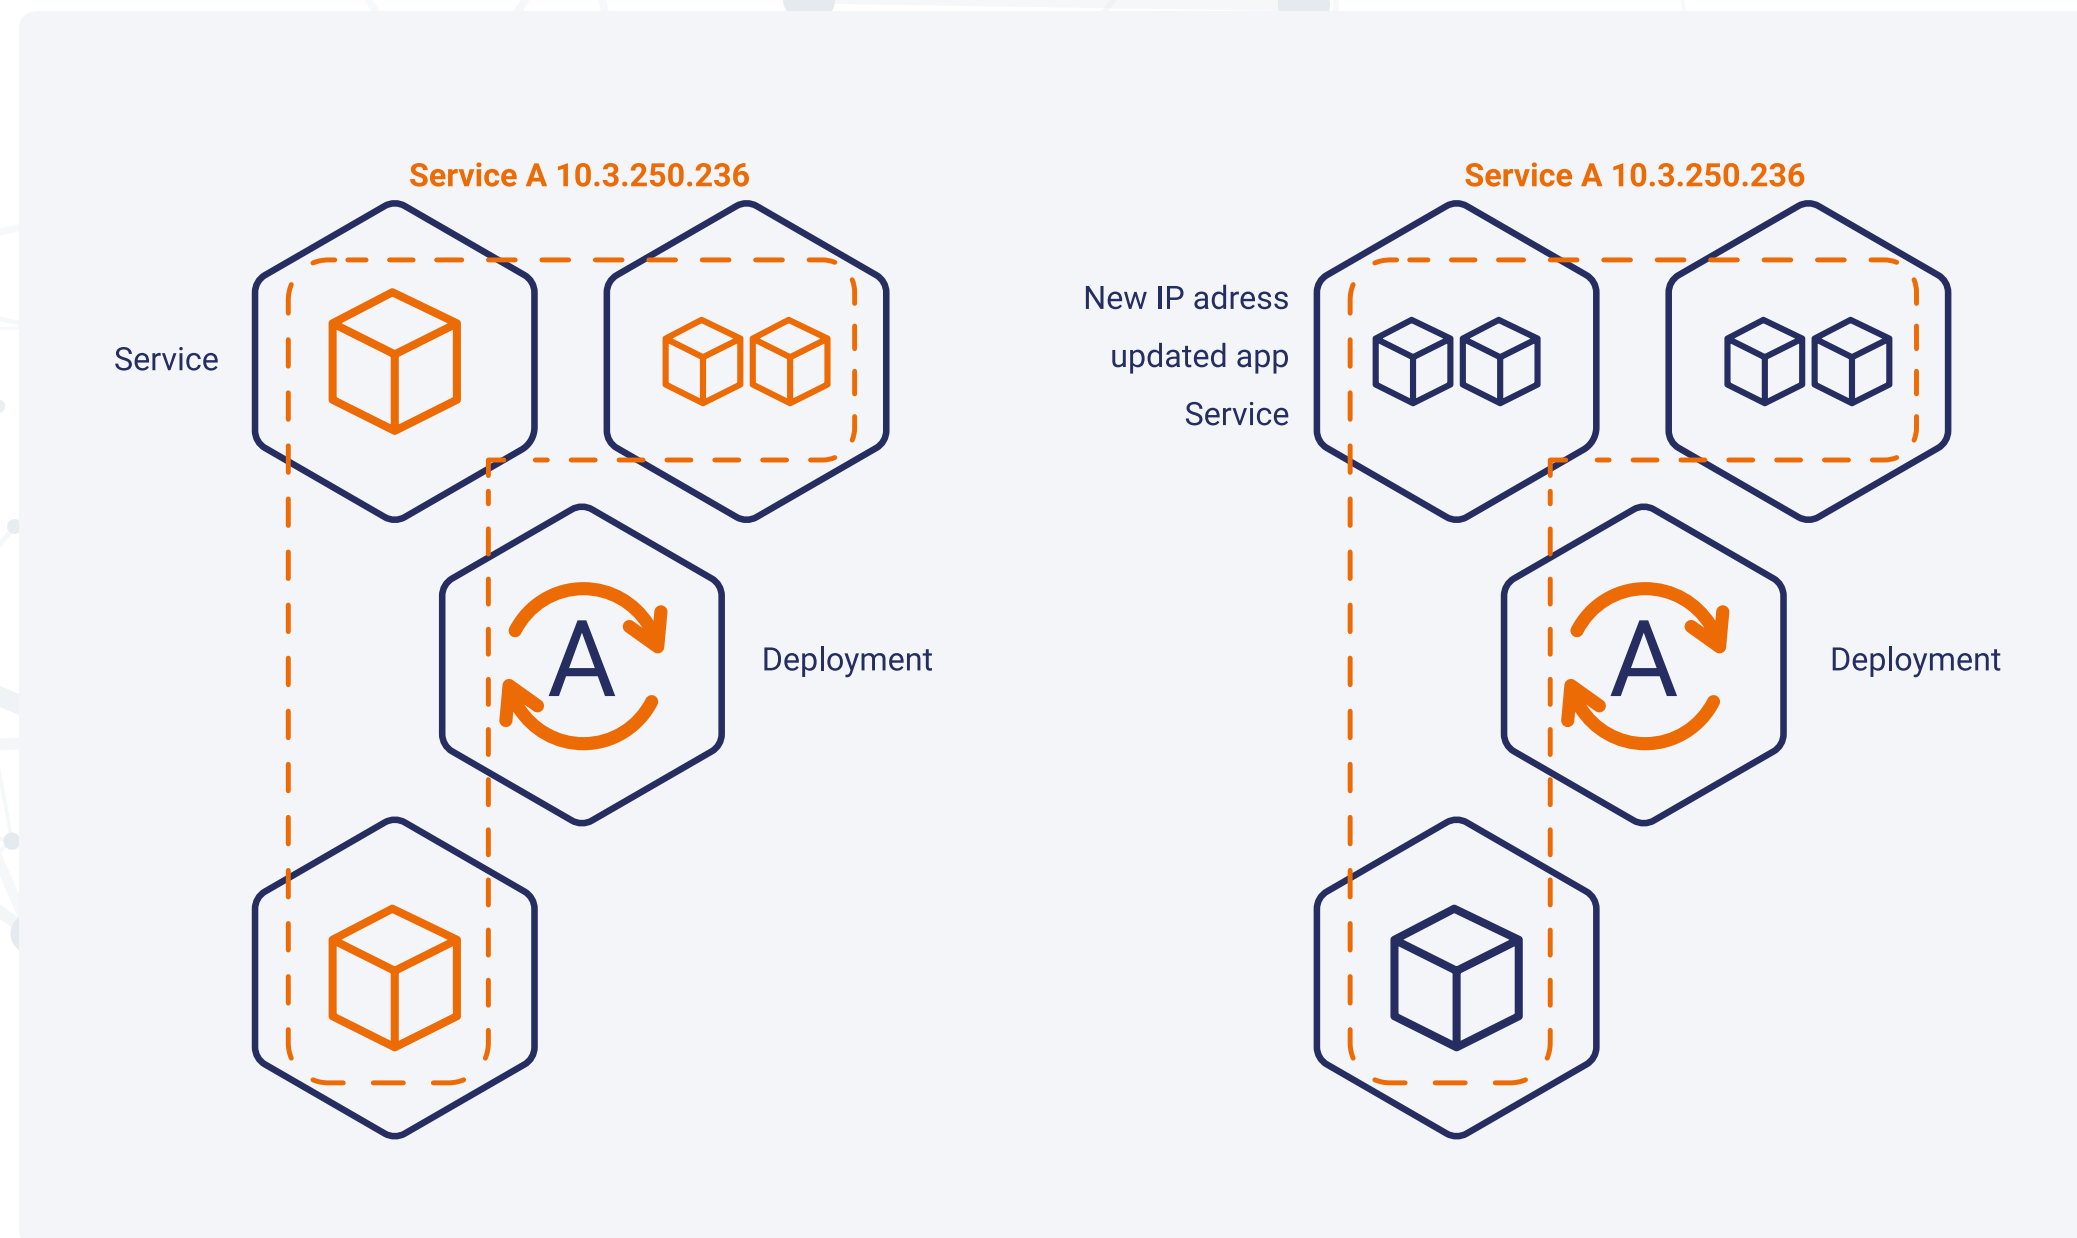 Service A 10.3.250.236
Service
A
Deployment
Service A 10.3.250.236
New IP adress
updated app
Service
A
Deployment